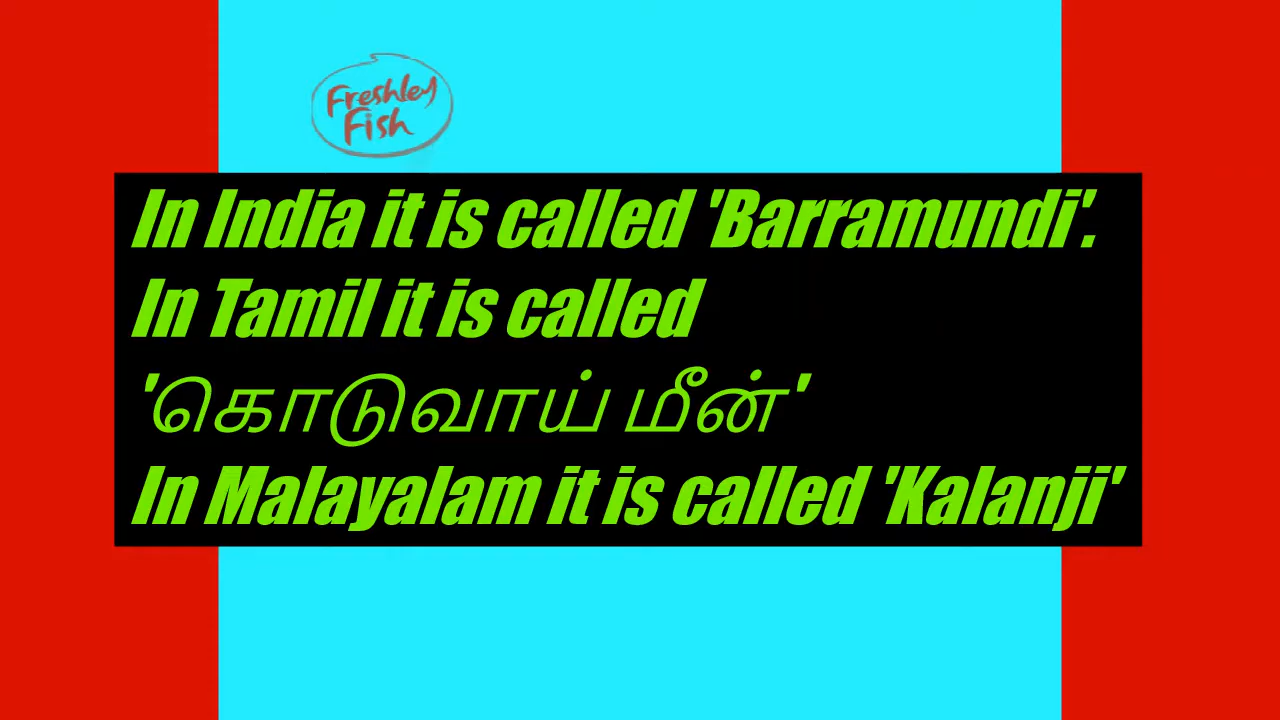 Freshley
Fish
In India it is called 'Barramundi'.
In Tamil it is called
'கொடுவாய் மீன்'
In Malayalam it is called 'Kalanji'